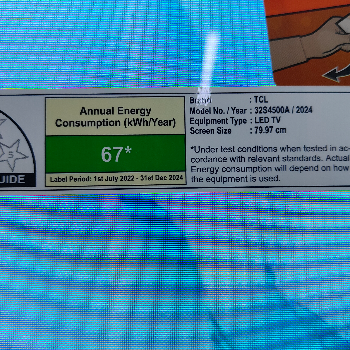 Annual Energy
Consumption (kWh/Year)
67*
Label Period: 1st July 2022 - 31st Dec 2024
UIDE
Brand : TCL
Model No. / Year : 32S4500A / 2024
Equipment Type : LED TV
Screen Size : 79.97 cm
*Under test conditions when tested in ac-
cordance with relevant standards. Actual
Energy consumption will depend on how
the equipment is used.